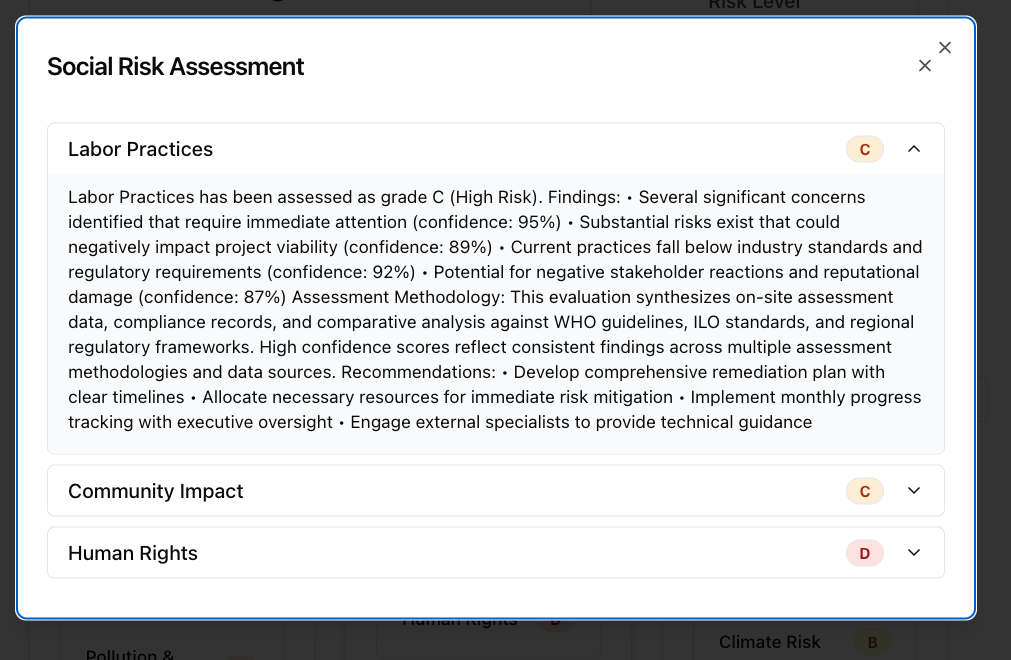 Risk Level
Social Risk Assessment
Labor Practices
C
Labor Practices has been assessed as grade C (High Risk). Findings: • Several significant concerns
identified that require immediate attention (confidence: 95%) • Substantial risks exist that could
negatively impact project viability (confidence: 89%) • Current practices fall below industry standards and
regulatory requirements (confidence: 92%) • Potential for negative stakeholder reactions and reputational
damage (confidence: 87%) Assessment Methodology: This evaluation synthesizes on-site assessment
data, compliance records, and comparative analysis against WHO guidelines, ILO standards, and regional
regulatory frameworks. High confidence scores reflect consistent findings across multiple assessment
methodologies and data sources. Recommendations: • Develop comprehensive remediation plan with
clear timelines • Allocate necessary resources for immediate risk mitigation • Implement monthly progress
tracking with executive oversight • Engage external specialists to provide technical guidance
Community Impact
C
Human Rights
D
Human Rights
D
Climate Risk
B
Pollution &